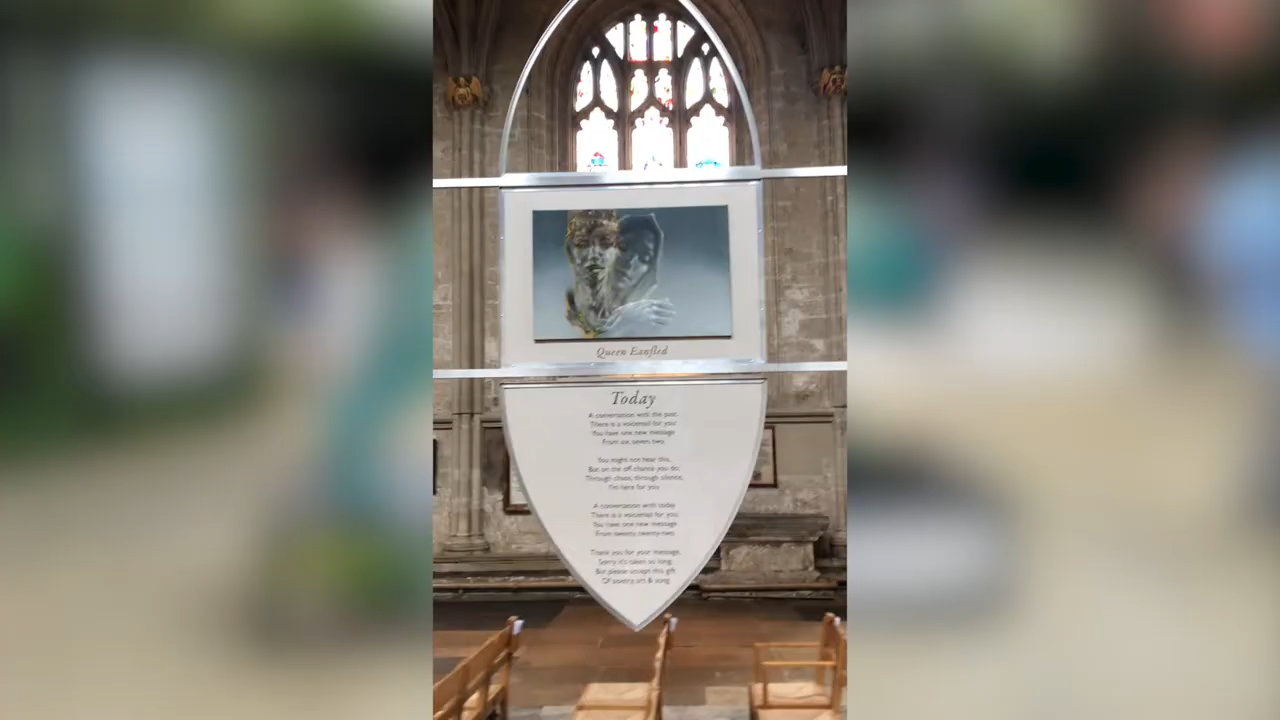 Queen Eanfled
Today
A conversation with the past
There is a voicemail for you
You have one new message
From six seven two
You might not hear this,
But on the off chance you do;
Through chaos, through silence,
I'm here for you
A conversation with today
There is a voicemail for you
You have one new message
From twenty twenty-two
Thank you for your message,
Sorry it's taken so long,
But please accept this gift
Of poetry, art & song